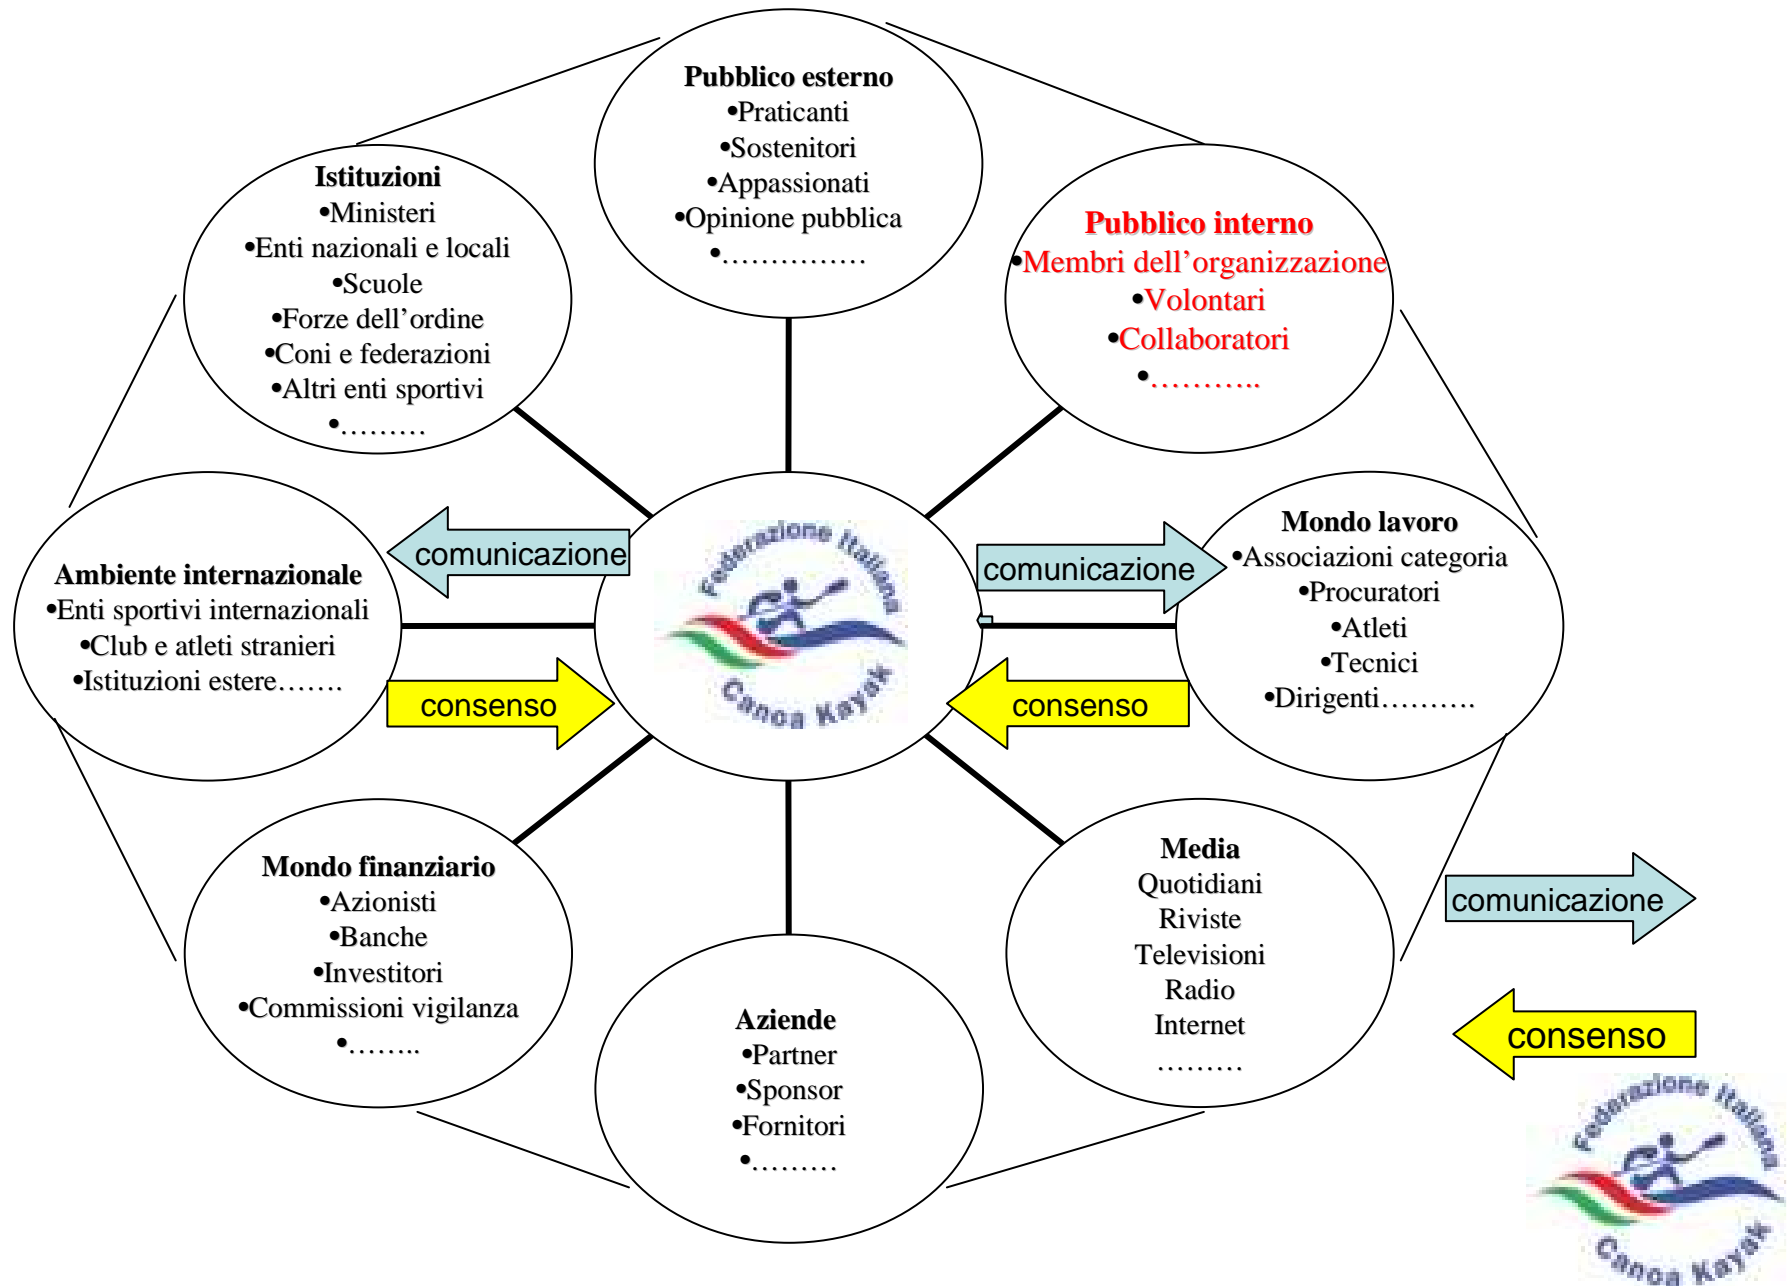 Pubblico esterno
•Praticanti
•Sostenitori
•Appassionati
•Opinione pubblica
•……………
Istituzioni
•Ministeri
•Enti nazionali e locali
•Scuole
•Forze dell’ordine
•Coni e federazioni
•Altri enti sportivi
•………
Pubblico interno
•Membri dell’organizzazione
•Volontari
•Collaboratori
•………..
Ambiente internazionale
•Enti sportivi internazionali
•Club e atleti stranieri
•Istituzioni estere…….
comunicazione
consenso
Federazione Italiana
Canoa Kayak
comunicazione
consenso
Mondo lavoro
•Associazioni categoria
•Procuratori
•Atleti
•Tecnici
•Dirigenti……….
Mondo finanziario
•Azionisti
•Banche
•Investitori
•Commissioni vigilanza
•……..
Aziende
•Partner
•Sponsor
•Fornitori
•………
Media
Quotidiani
Riviste
Televisioni
Radio
Internet
………
comunicazione
consenso
Federazione Italiana
Canoa Kayak